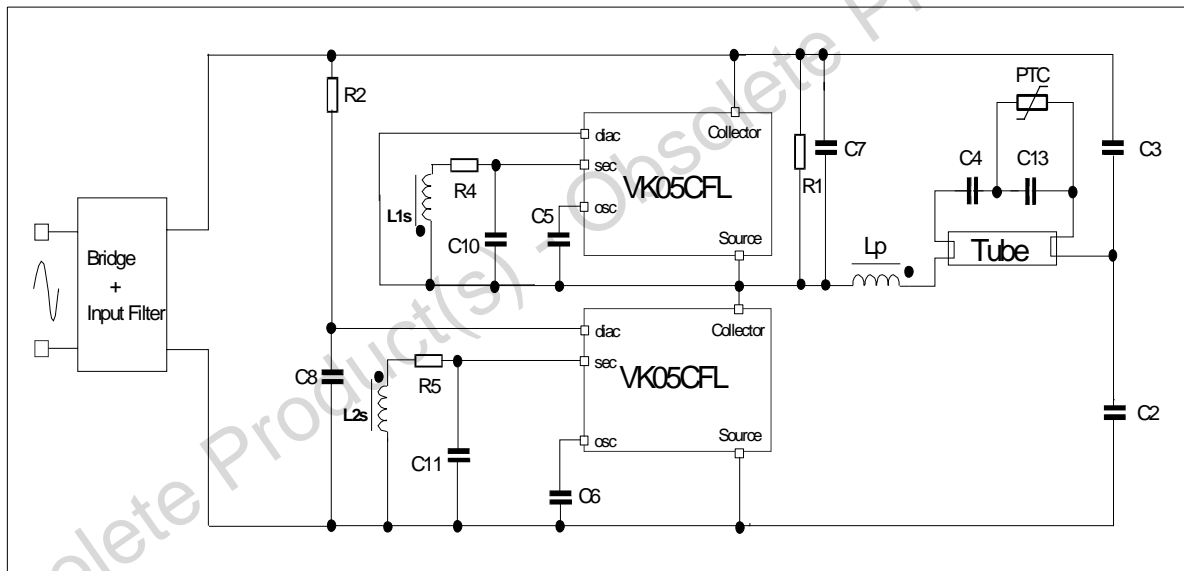 Obsolete Product(s) - Obsolete P
R2
PTC
diac
Collector
C7
C3
R1
C4
C13
sec
R4
VK05CFL
L1s
osc
C5
C10
Source
Lp
Tube
Bridge
+
Input Filter
diac
Collector
sec
C8
R5
VK05CFL
L2s
C2
osc
Source
C11
C6